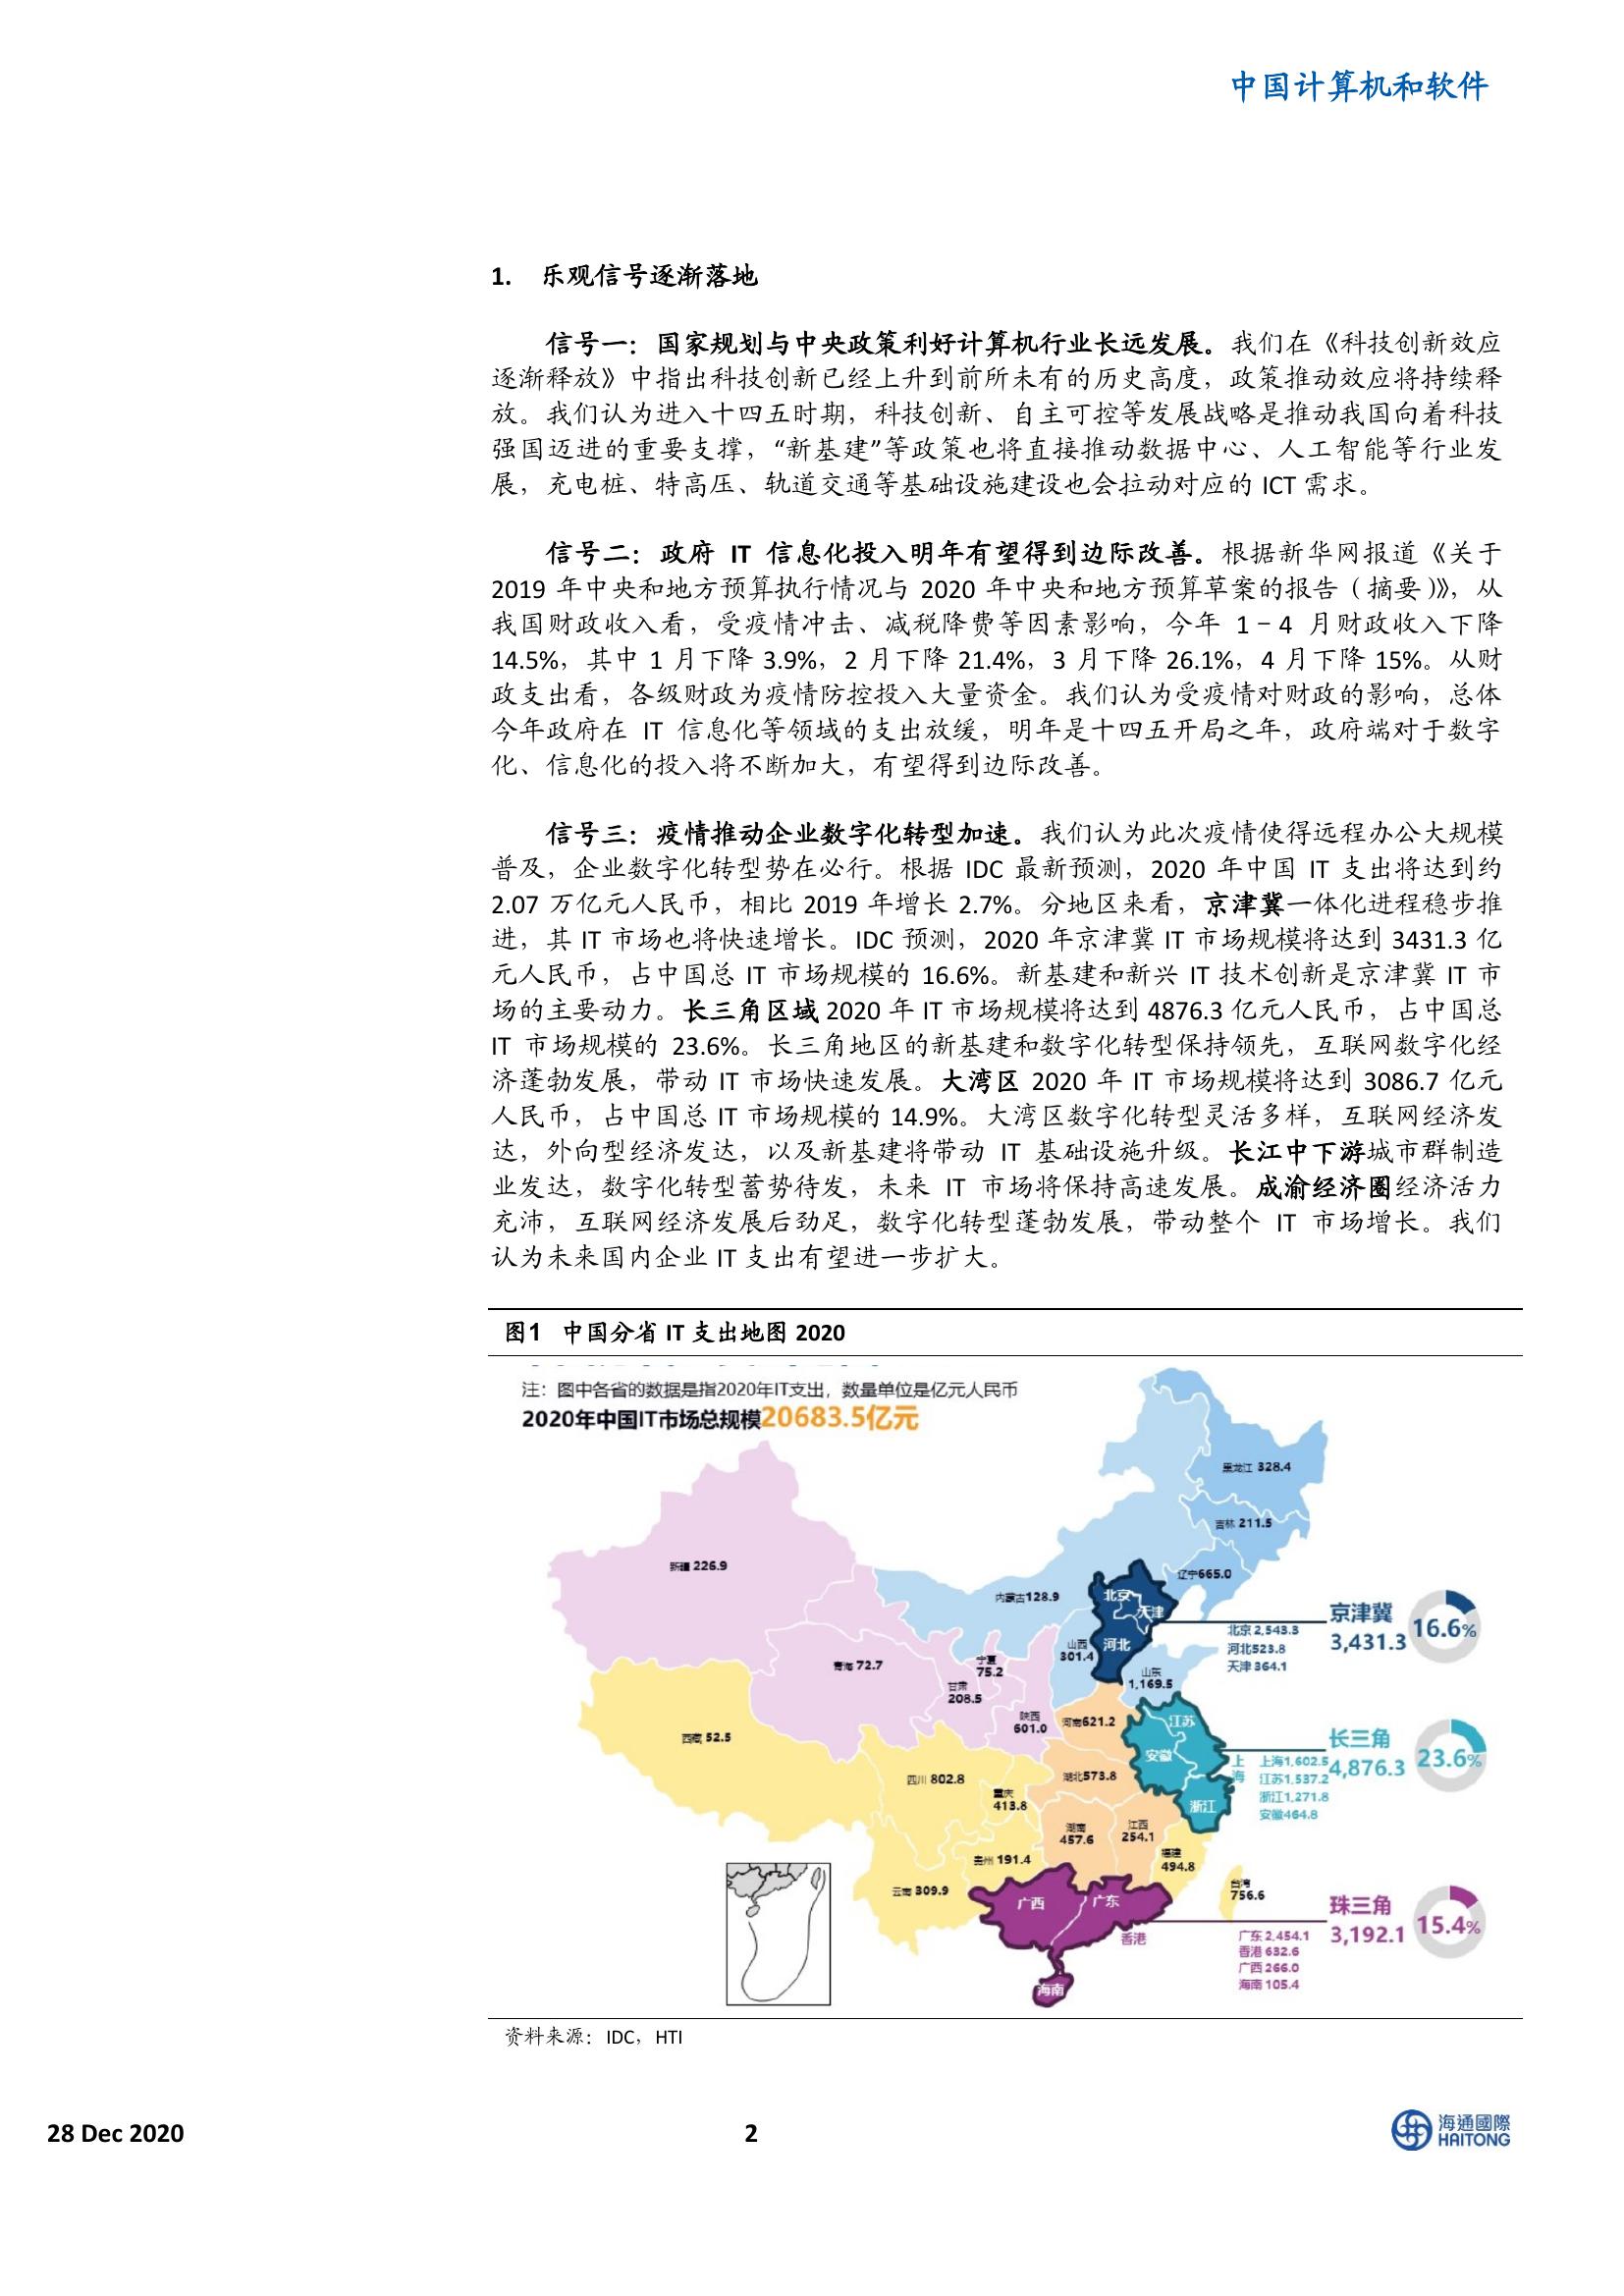 中国计算机和软件
1. 乐观信号逐渐落地
信号一：国家规划与中央政策利好计算机行业长远发展。我们在《科技创新效应
逐渐释放》中指出科技创新已经上升到前所未有的历史高度，政策推动效应将持续释
放。我们认为进入十四五时期，科技创新、自主可控等发展战略是推动我国向着科技
强国迈进的重要支撑，“新基建”等政策也将直接推动数据中心、人工智能等行业发
展，充电桩、特高压、轨道交通等基础设施建设也会拉动对应的 ICT 需求。
信号二：政府 IT 信息化投入明年有望得到边际改善。根据新华网报道《关于
2019 年中央和地方预算执行情况与 2020 年中央和地方预算草案的报告（摘要）》，从
我国财政收入看，受疫情冲击、减税降费等因素影响，今年 1－4 月财政收入下降
14.5%，其中 1 月下降 3.9%，2 月下降 21.4%，3 月下降 26.1%，4 月下降 15%。从财
政支出看，各级财政为疫情防控投入大量资金。我们认为受疫情对财政的影响，总体
今年政府在 IT 信息化等领域的支出放缓，明年是十四五开局之年，政府端对于数字
化、信息化的投入将不断加大，有望得到边际改善。
信号三：疫情推动企业数字化转型加速。我们认为此次疫情使得远程办公大规模
普及，企业数字化转型势在必行。根据 IDC 最新预测，2020 年中国 IT 支出将达到约
2.07 万亿元人民币，相比 2019 年增长 2.7%。分地区来看，京津冀一体化进程稳步推
进，其 IT 市场也将快速增长。IDC 预测，2020 年京津冀 IT 市场规模将达到 3431.3 亿
元人民币，占中国总 IT 市场规模的 16.6%。新基建和新兴 IT 技术创新是京津冀 IT 市
场的主要动力。长三角区域 2020 年 IT 市场规模将达到 4876.3 亿元人民币，占中国总
IT 市场规模的 23.6%。长三角地区的新基建和数字化转型保持领先，互联网数字化经
济蓬勃发展，带动 IT 市场快速发展。大湾区 2020 年 IT 市场规模将达到 3086.7 亿元
人民币，占中国总 IT 市场规模的 14.9%。大湾区数字化转型灵活多样，互联网经济发
达，外向型经济发达，以及新基建将带动 IT 基础设施升级。长江中下游城市群制造
业发达，数字化转型蓄势待发，未来 IT 市场将保持高速发展。成渝经济圈经济活力
充沛，互联网经济发展后劲足，数字化转型蓬勃发展，带动整个 IT 市场增长。我们
认为未来国内企业 IT 支出有望进一步扩大。
图1 中国分省 IT 支出地图 2020
注：图中各省的数据是指2020年IT支出，数量单位是亿元人民币
2020年中国IT市场总规模20683.5亿元
黑龙江 328.4
吉林 211.5
辽宁665.0
新疆 226.9
内蒙古128.9
北京
天津
河北
京津冀
3,431.3
16.6%
北京 2,543.3
河北523.8
天津 364.1
山西
301.4
山东
1,169.5
青海 72.7
宁夏
75.2
甘肃
208.5
陕西
601.0
河南621.2
江苏
安徽
上海
浙江
长三角
4,876.3
23.6%
上海1,602.5
江苏1,537.2
浙江1,271.8
安徽464.8
西藏 52.5
四川 802.8
重庆
413.8
湖北573.8
湖南
457.6
江西
254.1
福建
494.8
贵州 191.4
云南 309.9
台湾
756.6
广西
广东
香港
海南
珠三角
3,192.1
15.4%
广东 2,454.1
香港 632.6
广西 266.0
海南 105.4
资料来源：IDC，HTI
28 Dec 2020
2
海通國際
HAITONG